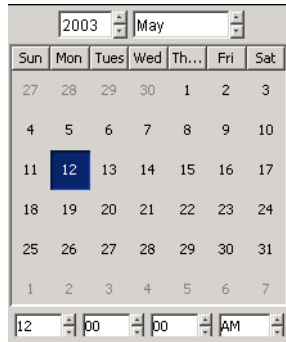 2003 May
Sun Mon Tues Wed Th... Fri Sat
27 28 29 30 1 2 3
4 5 6 7 8 9 10
11 12 13 14 15 16 17
18 19 20 21 22 23 24
25 26 27 28 29 30 31
1 2 3 4 5 6 7
12 00 00 AM